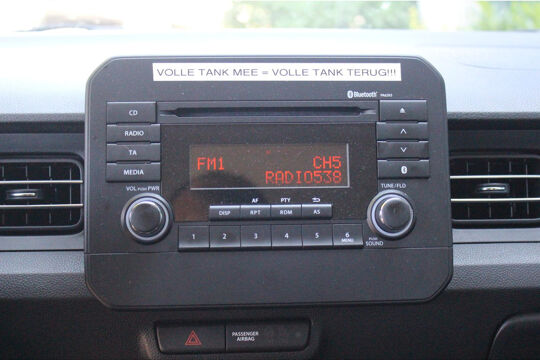 VOLLE TANK MEE = VOLLE TANK TERUG!!!
Bluetooth
CD
RADIO
TA
MEDIA
FM1 CH5
RADIO538
VOL PUSH PWR
TUNE/FLD
AF PTY
DISP RPT RDM AS
1 2 3 4 5 6
MENU
PUSH
SOUND
PASSENGER
AIRBAG